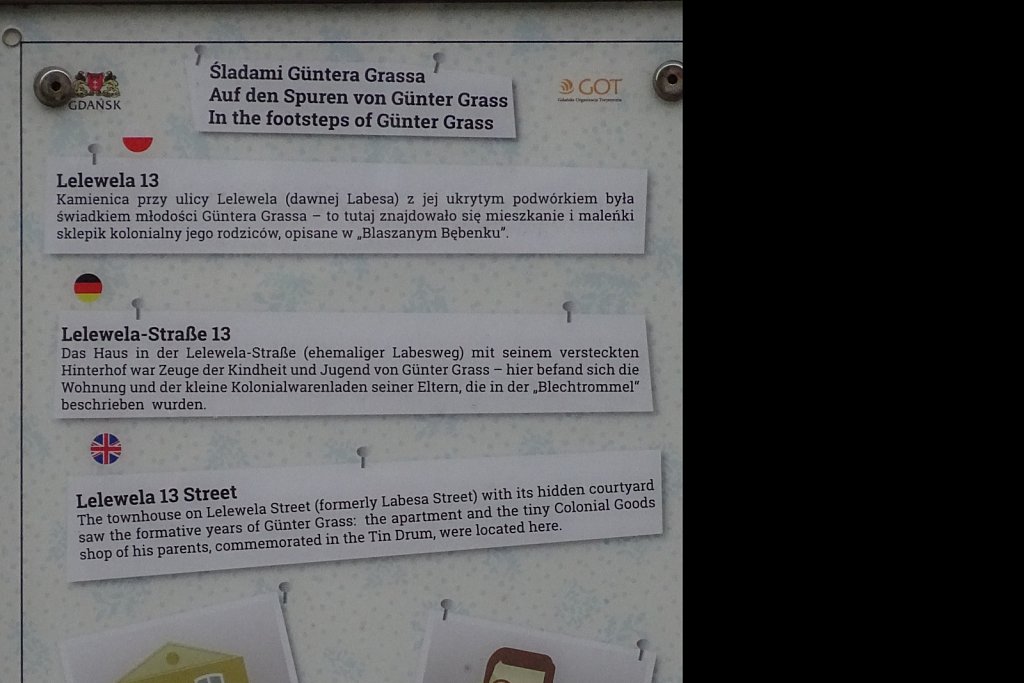 GDAŃSK
Śladami Güntera Grassa
Auf den Spuren von Günter Grass
In the footsteps of Günter Grass
GOT
Gdańska Organizacja Turystyczna
Lelewela 13
Kamienica przy ulicy Lelewela (dawnej Labesa) z jej ukrytym podwórkiem była
świadkiem młodości Güntera Grassa – to tutaj znajdowało się mieszkanie i maleńki
sklepik kolonialny jego rodziców, opisane w „Blaszanym Bębenku”.
Lelewela-Straße 13
Das Haus in der Lelewela-Straße (ehemaliger Labesweg) mit seinem versteckten
Hinterhof war Zeuge der Kindheit und Jugend von Günter Grass – hier befand sich die
Wohnung und der kleine Kolonialwarenladen seiner Eltern, die in der „Blechtrommel“
beschrieben wurden.
Lelewela 13 Street
The townhouse on Lelewela Street (formerly Labesa Street) with its hidden courtyard
saw the formative years of Günter Grass: the apartment and the tiny Colonial Goods
shop of his parents, commemorated in the Tin Drum, were located here.